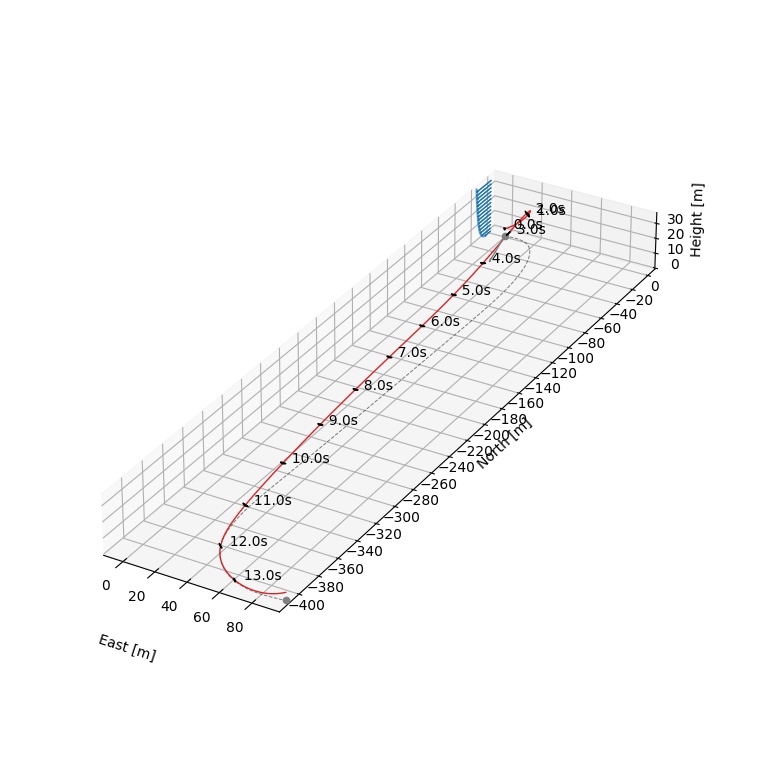 30
20
10
0
Height [m]
2.0s
1.0s
0.0s
3.0s
4.0s
5.0s
6.0s
7.0s
8.0s
9.0s
10.0s
11.0s
12.0s
13.0s
0
−20
−40
−60
−80
−100
−120
−140
−160
−180
−200
−220
−240
−260
−280
−300
−320
−340
−360
−380
−400
North [m]
0
20
40
60
80
East [m]